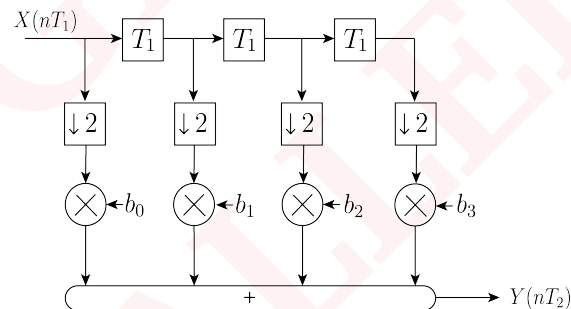 X(nT₁)
T₁ T₁ T₁
↓2 ↓2 ↓2 ↓2
b₀ b₁ b₂ b₃
+ Y(nT₂)